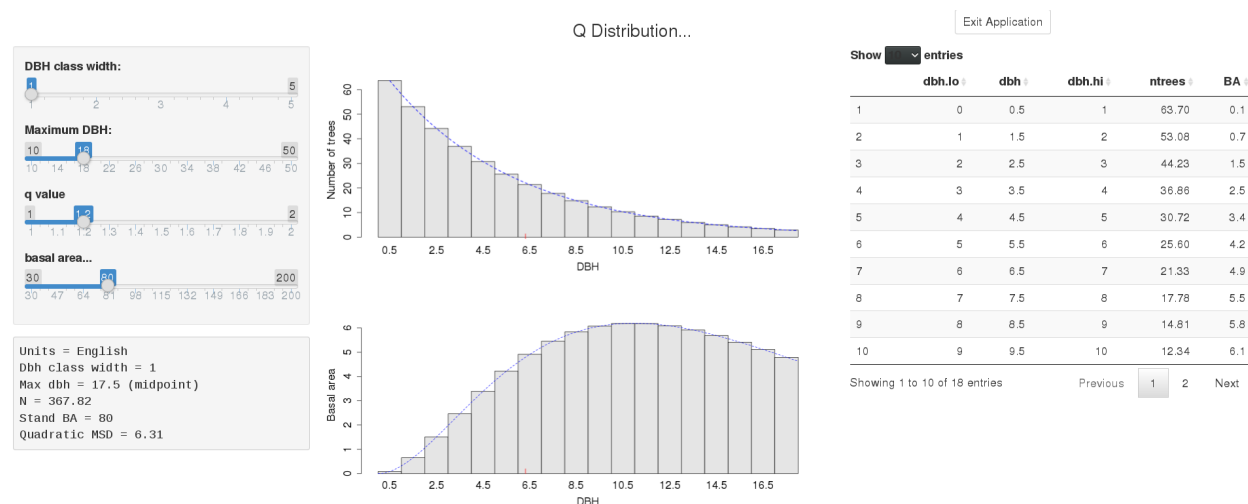 Q Distribution...
DBH class width:
1 5
1 2 3 4 5
Maximum DBH:
10 18 50
10 14 18 22 26 30 34 38 42 46 50
q value
1 1.2 2
1 1.1 1.2 1.3 1.4 1.5 1.6 1.7 1.8 1.9 2
basal area...
30 80 200
30 47 64 81 98 115 132 149 166 183 200
Units = English
Dbh class width = 1
Max dbh = 17.5 (midpoint)
N = 367.82
Stand BA = 80
Quadratic MSD = 6.31
Number of trees
60
50
40
30
20
10
0
0.5 2.5 4.5 6.5 8.5 10.5 12.5 14.5 16.5
DBH
Basal area
6
5
4
3
2
1
0
0.5 2.5 4.5 6.5 8.5 10.5 12.5 14.5 16.5
DBH
Exit Application
Show entries
dbh.lo dbh dbh.hi ntrees BA
1 0 0.5 1 63.70 0.1
2 1 1.5 2 53.08 0.7
3 2 2.5 3 44.23 1.5
4 3 3.5 4 36.86 2.5
5 4 4.5 5 30.72 3.4
6 5 5.5 6 25.60 4.2
7 6 6.5 7 21.33 4.9
8 7 7.5 8 17.78 5.5
9 8 8.5 9 14.81 5.8
10 9 9.5 10 12.34 6.1
Showing 1 to 10 of 18 entries
Previous 1 2 Next